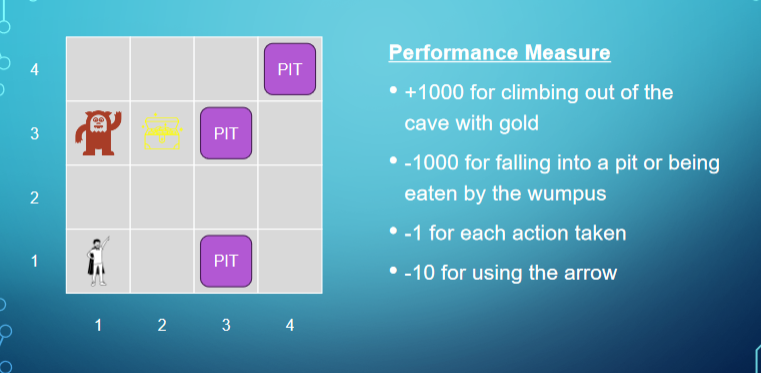 Performance Measure
• +1000 for climbing out of the
cave with gold
• -1000 for falling into a pit or being
eaten by the wumpus
• -1 for each action taken
• -10 for using the arrow
4
PIT
3
PIT
2
1
PIT
1 2 3 4